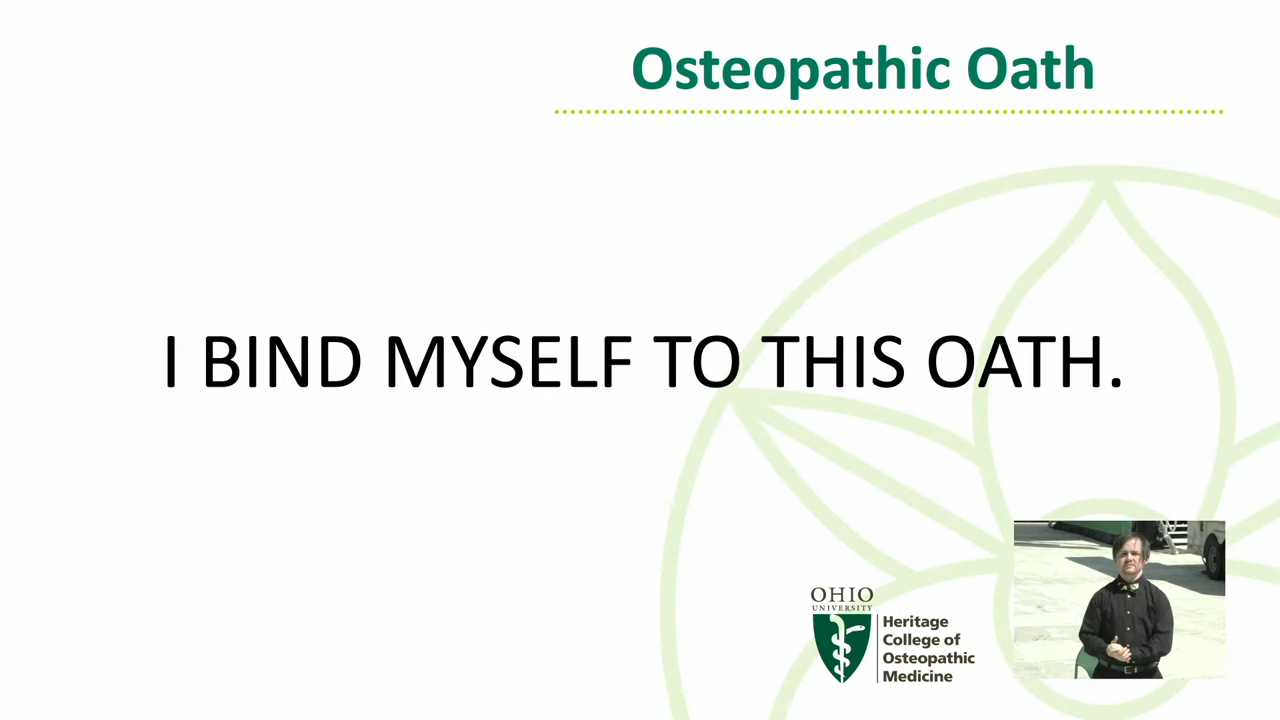 Osteopathic Oath
I BIND MYSELF TO THIS OATH.
OHIO
UNIVERSITY
Heritage
College of
Osteopathic
Medicine